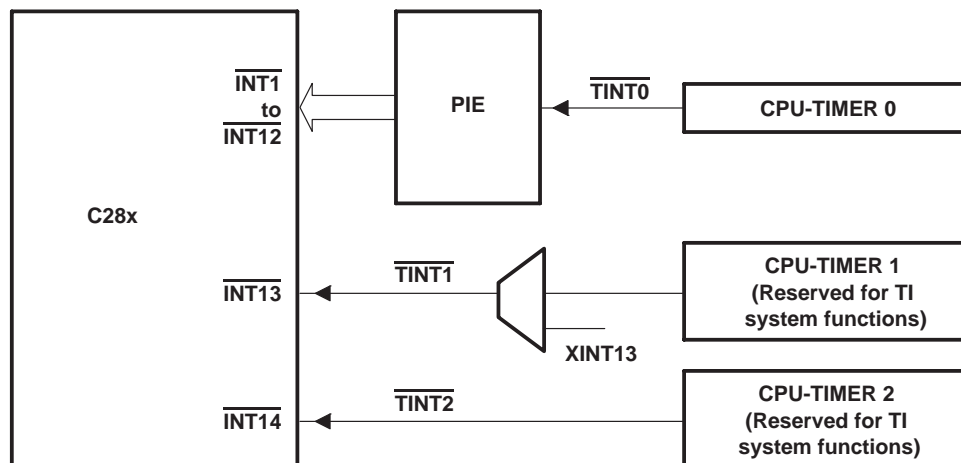 C28x
INT1
to
INT12
PIE
TINT0
CPU-TIMER 0
INT13
TINT1
XINT13
CPU-TIMER 1
(Reserved for TI
system functions)
INT14
TINT2
CPU-TIMER 2
(Reserved for TI
system functions)